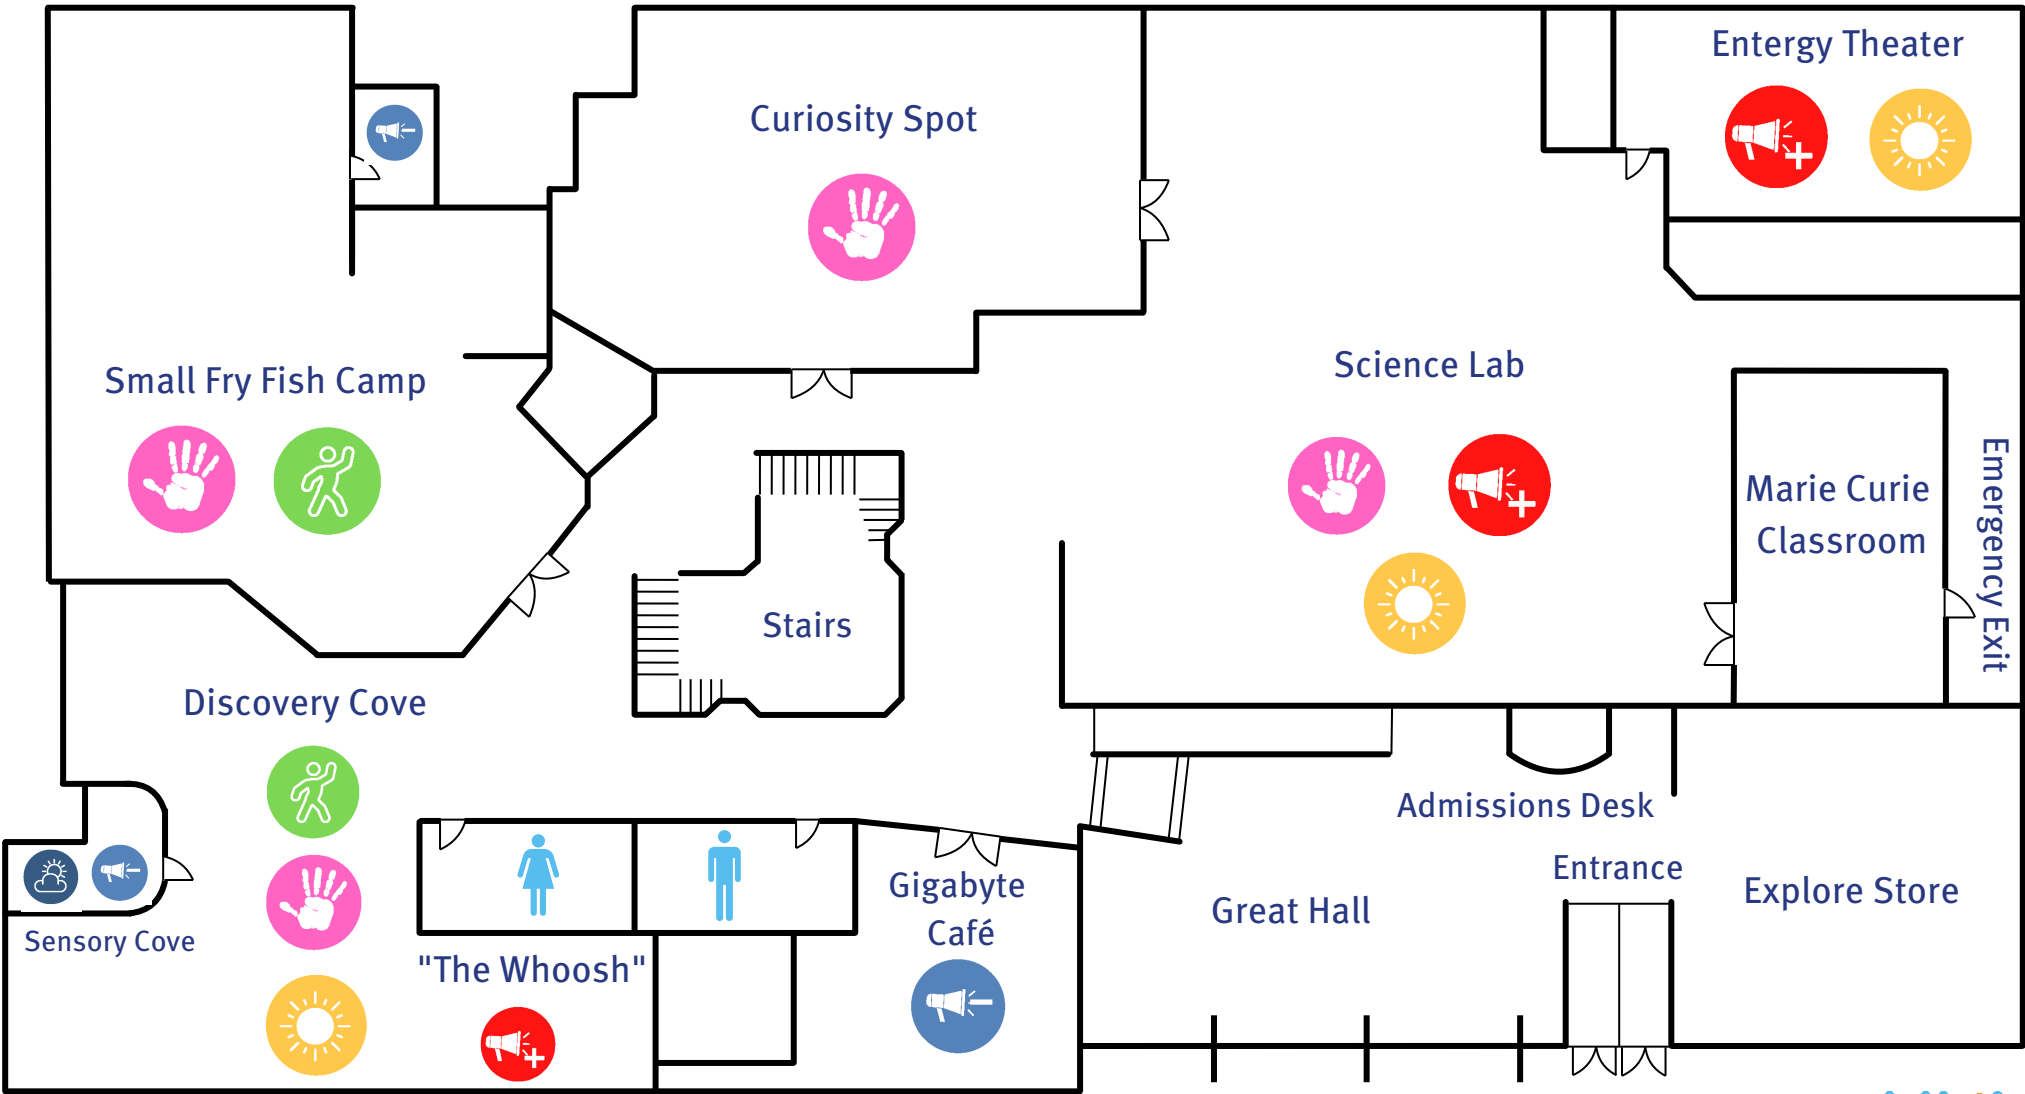 Entergy Theater
Curiosity Spot
Science Lab
Small Fry Fish Camp
Marie Curie
Classroom
Emergency Exit
Stairs
Discovery Cove
Admissions Desk
Entrance
Gigabyte
Café
Great Hall
Explore Store
Sensory Cove
"The Whoosh"